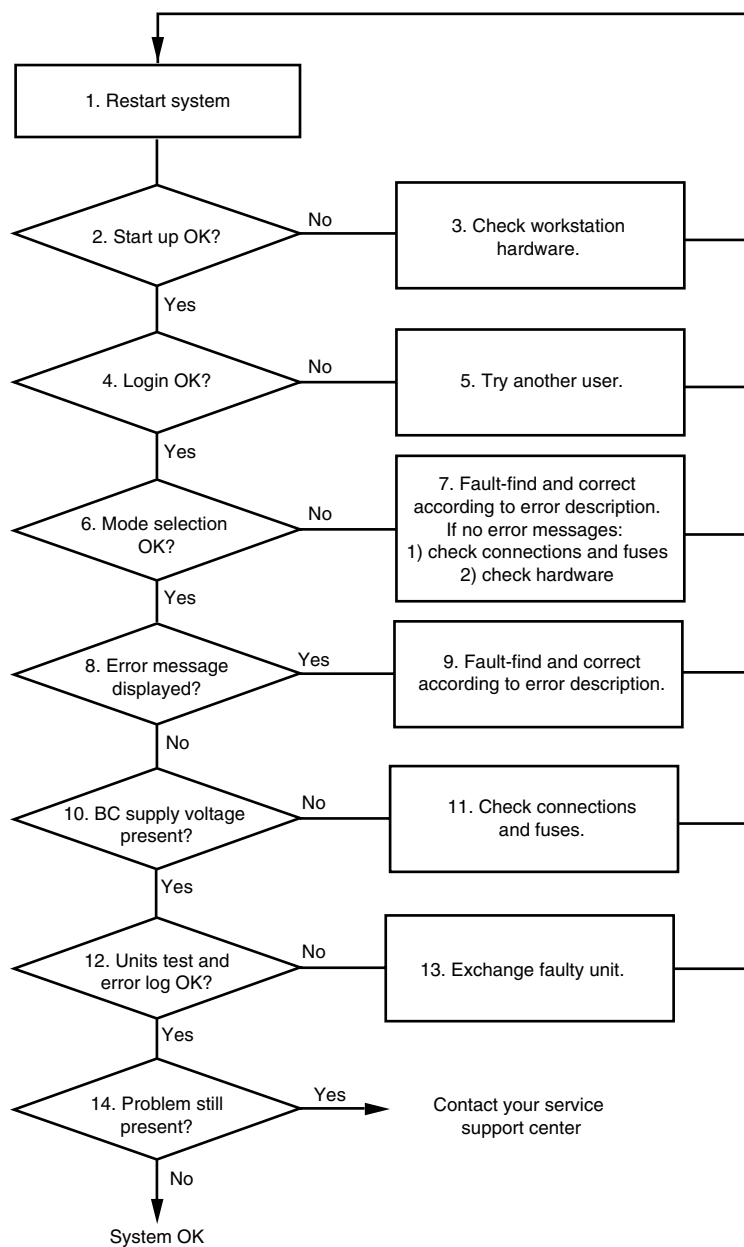 1. Restart system
2. Start up OK?
No
3. Check workstation
hardware.
Yes
4. Login OK?
No
5. Try another user.
Yes
6. Mode selection
OK?
No
7. Fault-find and correct
according to error description.
If no error messages:
1) check connections and fuses
2) check hardware
Yes
8. Error message
displayed?
Yes
9. Fault-find and correct
according to error description.
No
10. BC supply voltage
present?
No
11. Check connections
and fuses.
Yes
12. Units test and
error log OK?
No
13. Exchange faulty unit.
Yes
14. Problem still
present?
Yes
Contact your service
support center
No
System OK